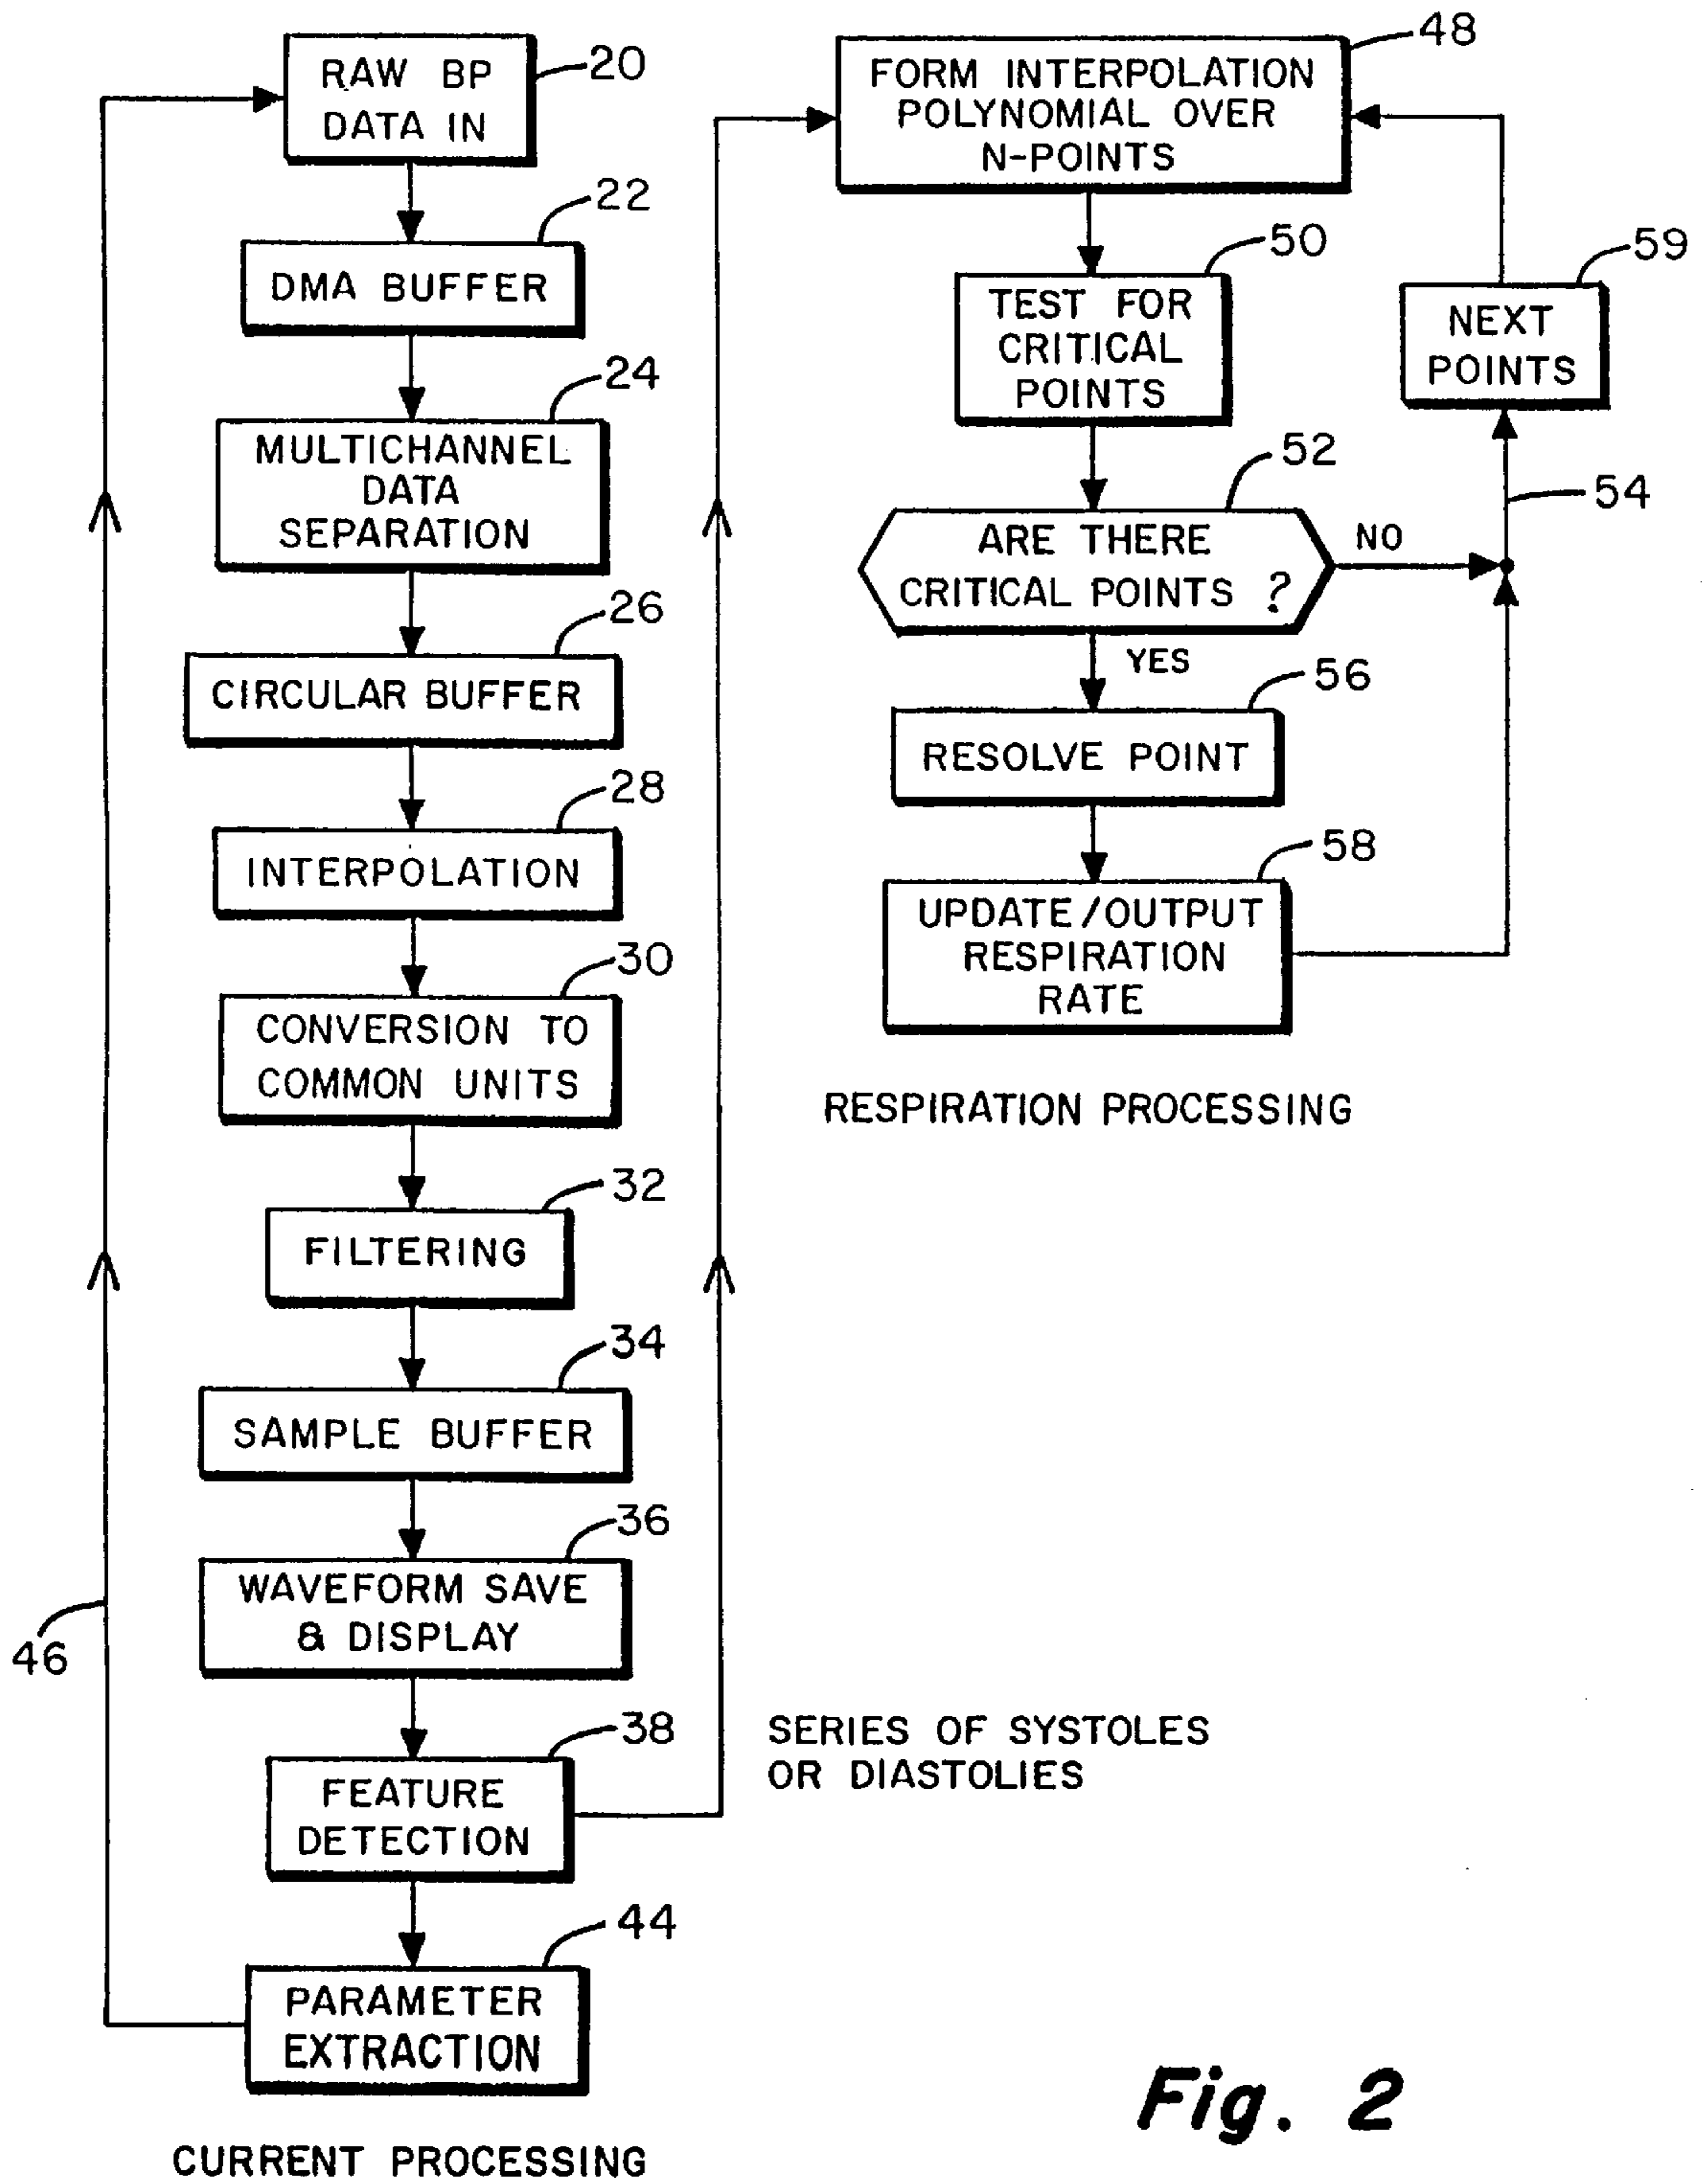 RAW BP
DATA IN
20
DMA BUFFER
22
MULTICHANNEL
DATA
SEPARATION
24
CIRCULAR BUFFER
26
INTERPOLATION
28
CONVERSION TO
COMMON UNITS
30
FILTERING
32
SAMPLE BUFFER
34
WAVEFORM SAVE
& DISPLAY
36
FEATURE
DETECTION
38
PARAMETER
EXTRACTION
44
46
CURRENT PROCESSING
SERIES OF SYSTOLES
OR DIASTOLIES
FORM INTERPOLATION
POLYNOMIAL OVER
N-POINTS
48
TEST FOR
CRITICAL
POINTS
50
ARE THERE
CRITICAL POINTS ?
52
NO
54
NEXT
POINTS
59
YES
RESOLVE POINT
56
UPDATE/OUTPUT
RESPIRATION
RATE
58
RESPIRATION PROCESSING
Fig. 2